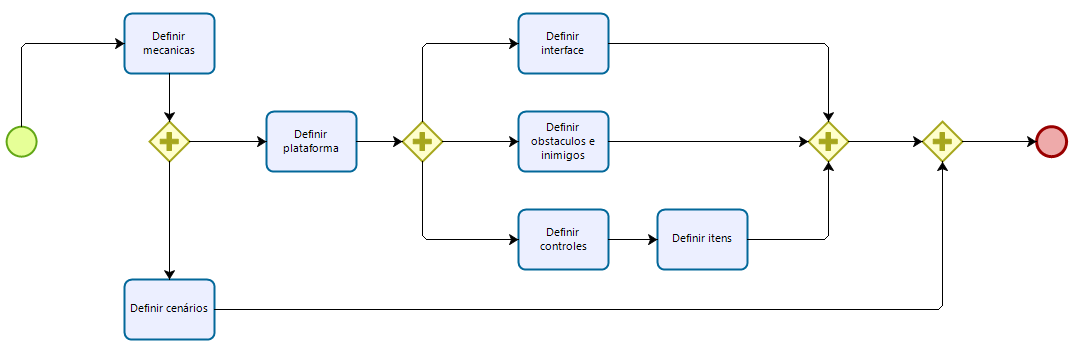 Definir
mecanicas
Definir
interface
Definir
plataforma
Definir
obstaculos e
inimigos
Definir
controles
Definir itens
Definir cenários